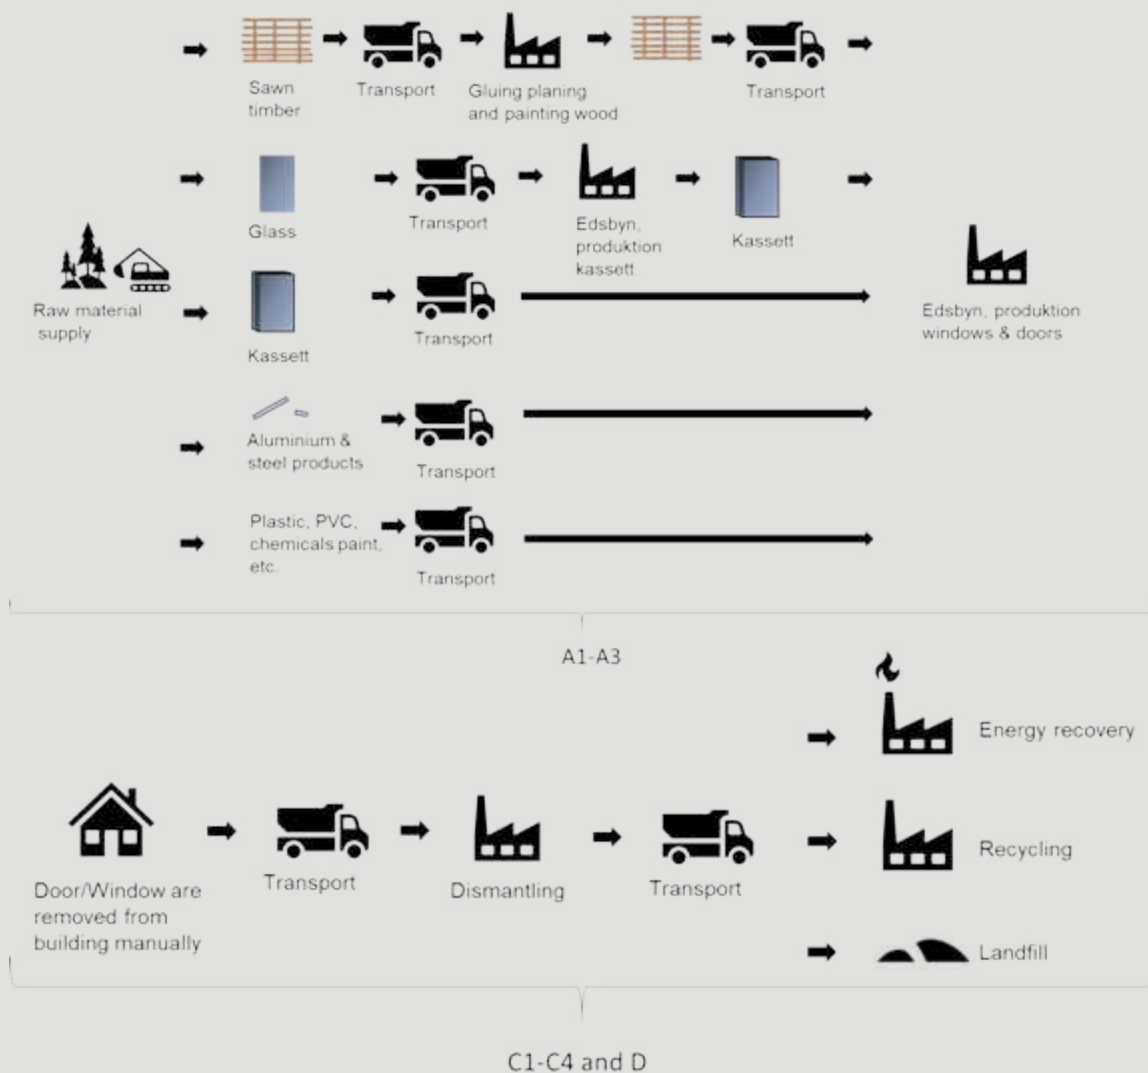 Sawn
timber
Transport
Gluing planing
and painting wood
Transport
Glass
Transport
Edsbyn,
produktion
kassett
Kassett
Raw material
supply
Kassett
Transport
Edsbyn, produktion
windows & doors
Aluminium &
steel products
Transport
Plastic, PVC,
chemicals paint,
etc.
Transport
A1-A3
Energy recovery
Door/Window are
removed from
building manually
Transport
Dismantling
Transport
Recycling
Landfill
C1-C4 and D